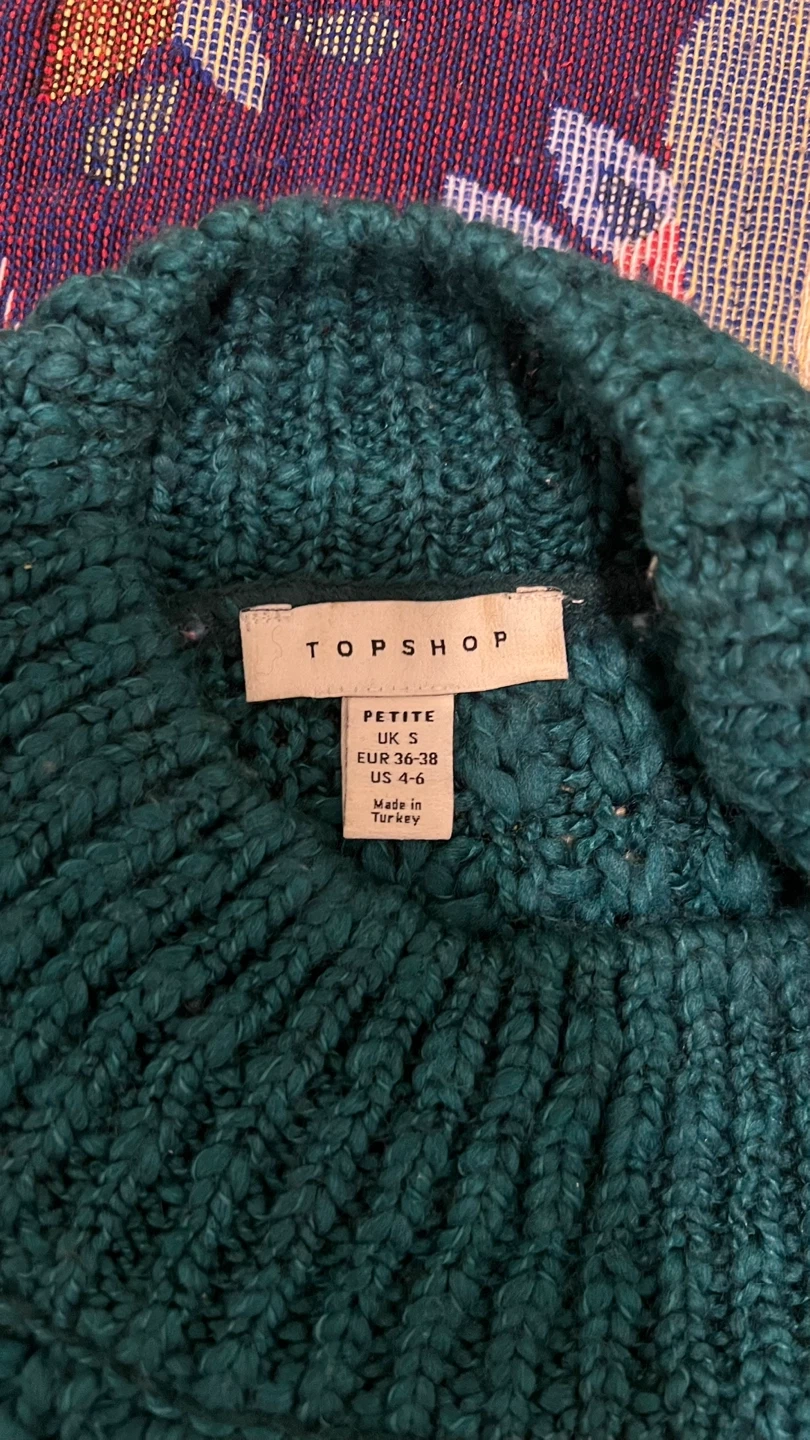 TOPSHOP
PETITE
UK S
EUR 36-38
US 4-6
Made in
Turkey